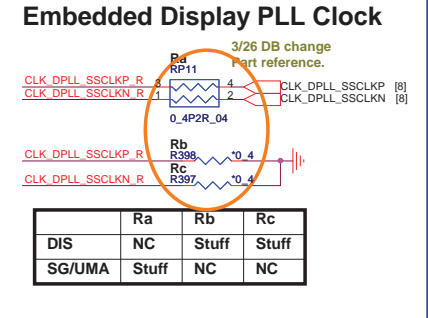 Embedded Display PLL Clock
3/26 DB change
Part reference.
Ra
RP11
CLK_DPLL_SSCLKP_R 3 4 CLK_DPLL_SSCLKP [8]
CLK_DPLL_SSCLKN_R 1 2 CLK_DPLL_SSCLKN [8]
0_4P2R_04
Rb
CLK_DPLL_SSCLKP_R R398 *0_4
Rc
CLK_DPLL_SSCLKN_R R397 *0_4
Ra Rb Rc
DIS NC Stuff Stuff
SG/UMA Stuff NC NC